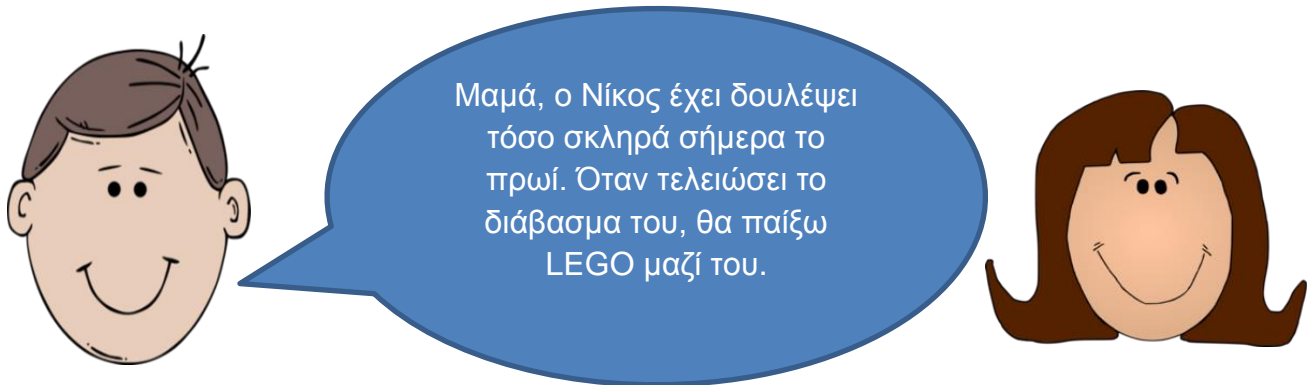 Μαμά, ο Νίκος έχει δουλέψει
τόσο σκληρά σήμερα το
πρωί. Όταν τελειώσει το
διάβασμα του, θα παίξω
LEGO μαζί του.